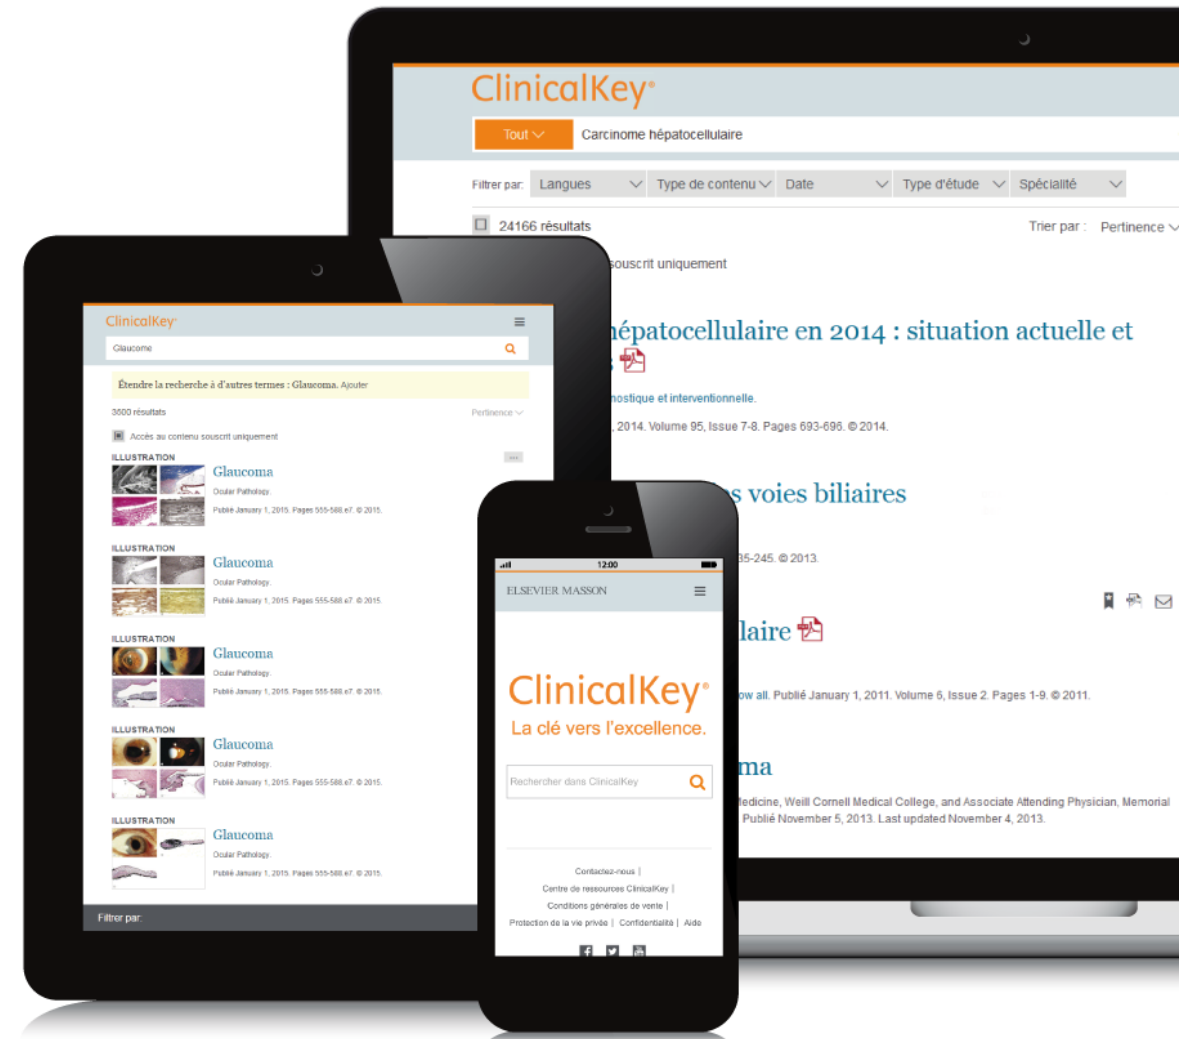 ClinicalKey®
Tout
Carcinome hépatocellulaire
Filtrer par: Langues Type de contenu Date Type d'étude Spécialité
24166 résultats
Trier par : Pertinence
souscrit uniquement
hépatocellulaire en 2014 : situation actuelle et
nostique et interventionnelle.
, 2014. Volume 95, Issue 7-8. Pages 693-696. © 2014.
s voies biliaires
35-245. © 2013.
laire
ow all. Publié January 1, 2011. Volume 6, Issue 2. Pages 1-9. © 2011.
ma
Medicine, Weill Cornell Medical College, and Associate Attending Physician, Memorial
Publié November 5, 2013. Last updated November 4, 2013.
ClinicalKey®
Glaucome
Étendre la recherche à d'autres termes : Glaucoma. Ajouter
3600 résultats
Pertinence
Accès au contenu souscrit uniquement
ILLUSTRATION
Glaucoma
Ocular Pathology.
Publié January 1, 2015. Pages 555-588.e7. © 2015.
ILLUSTRATION
Glaucoma
Ocular Pathology.
Publié January 1, 2015. Pages 555-588.e7. © 2015.
ILLUSTRATION
Glaucoma
Ocular Pathology.
Publié January 1, 2015. Pages 555-588.e7. © 2015.
ILLUSTRATION
Glaucoma
Ocular Pathology.
Publié January 1, 2015. Pages 555-588.e7. © 2015.
ILLUSTRATION
Glaucoma
Ocular Pathology.
Publié January 1, 2015. Pages 555-588.e7. © 2015.
Filtrer par:
12:00
ELSEVIER MASSON
ClinicalKey®
La clé vers l'excellence.
Rechercher dans ClinicalKey
Contactez-nous |
Centre de ressources ClinicalKey |
Conditions générales de vente |
Protection de la vie privée | Confidentialité | Aide